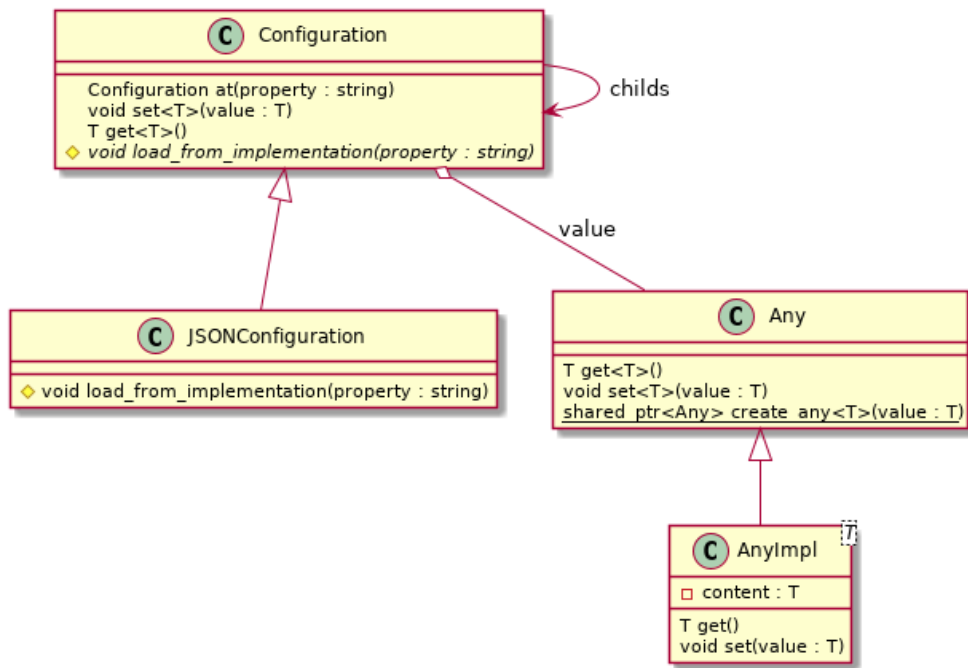 C Configuration
Configuration at(property : string)
void set<T>(value : T)
T get<T>()
void load_from_implementation(property : string)
childs
value
C JSONConfiguration
void load_from_implementation(property : string)
C Any
T get<T>()
void set<T>(value : T)
shared_ptr<Any> create_any<T>(value : T)
C AnyImpl
T
content : T
T get()
void set(value : T)